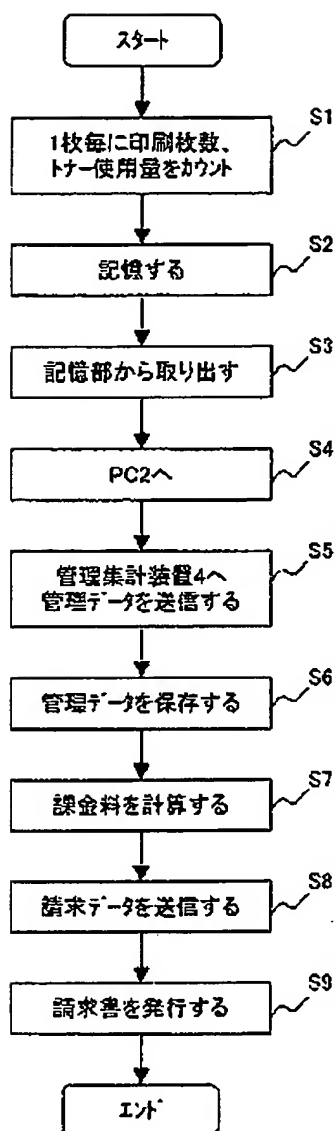 スタート
S1
1枚毎に印刷枚数、
トナー使用量をカウント
S2
記憶する
S3
記憶部から取り出す
S4
PC2へ
S5
管理集計装置4へ
管理データを送信する
S6
管理データを保存する
S7
課金料を計算する
S8
請求データを送信する
S9
請求書を発行する
エンド